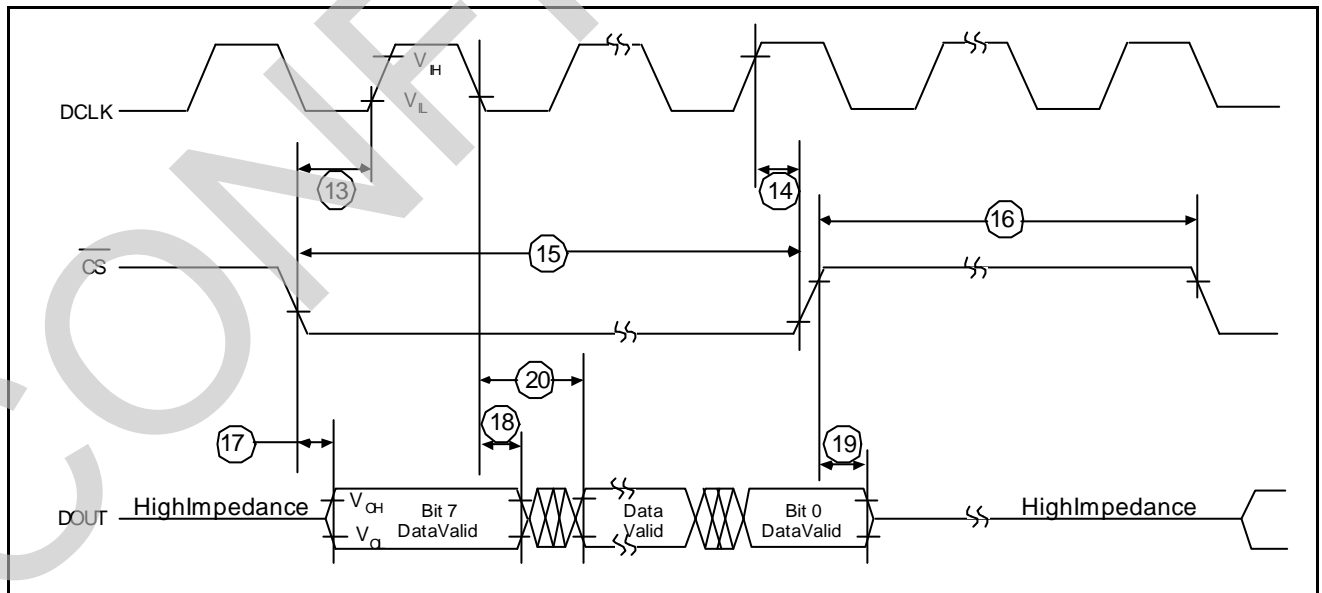 V IH
V IL
DCLK
13
14
16
15
CS
20
18
17
19
HighImpedance
V OH
V OL
Bit 7
DataValid
Data
Valid
Bit 0
DataValid
HighImpedance
DOUT
CONF